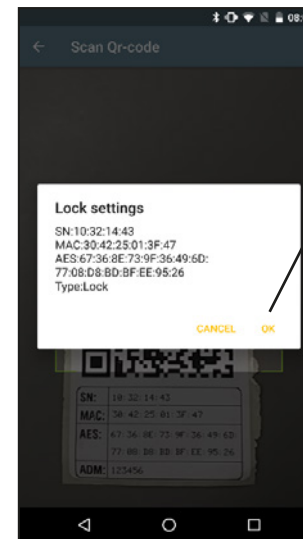 08:
Scan Qr-code
Lock settings
SN:10:32:14:43
MAC:30:42:25:01:3F:47
AES:67:36:8E:73:9F:36:49:6D:
77:08:D8:BD:BF:EE:95:26
Type:Lock
CANCEL OK
SN: 10:32:14:43
MAC: 30:42:25:01:3F:47
AES: 67:36:8E:73:9F:36:49:6D:
77:08:D8:BD:BF:EE:95:26
ADM: 123456